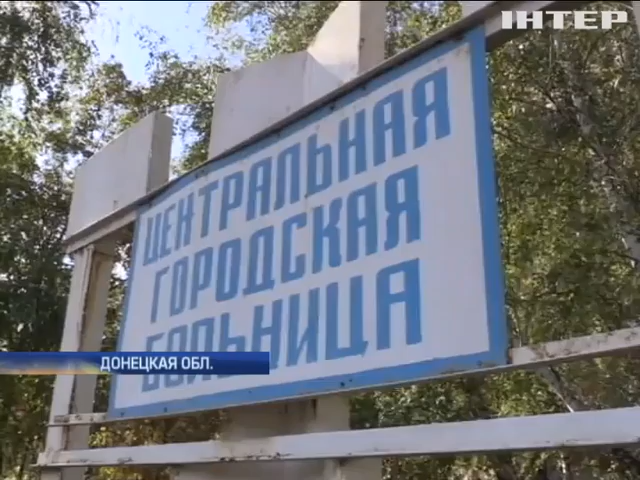 ІНТЕР
ЦЕНТРАЛЬНАЯ
ГОРОДСКАЯ
БОЛЬНИЦА
ДОНЕЦКАЯ ОБЛ.